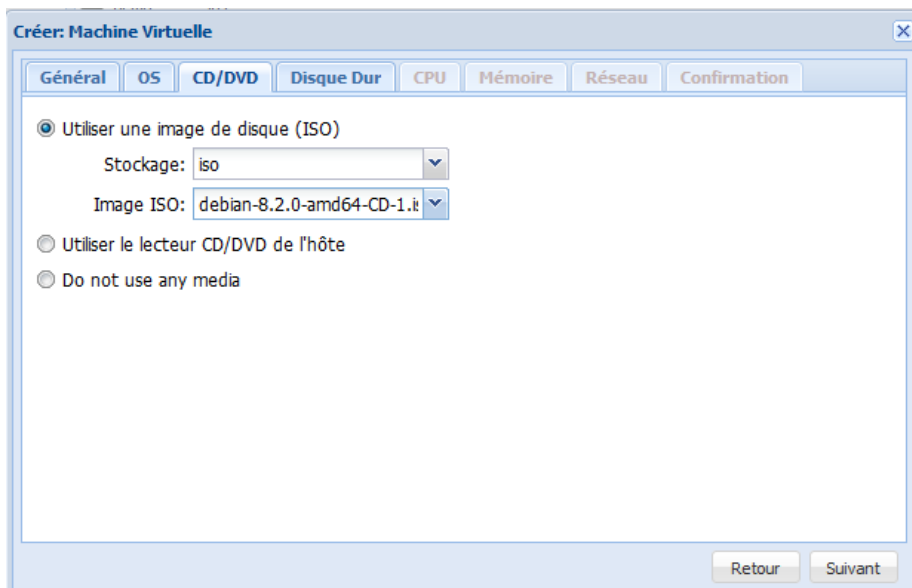 Créer: Machine Virtuelle
Général OS CD/DVD Disque Dur CPU Mémoire Réseau Confirmation
Utiliser une image de disque (ISO)
Stockage: iso
Image ISO: debian-8.2.0-amd64-CD-1.is
Utiliser le lecteur CD/DVD de l'hôte
Do not use any media
Retour Suivant